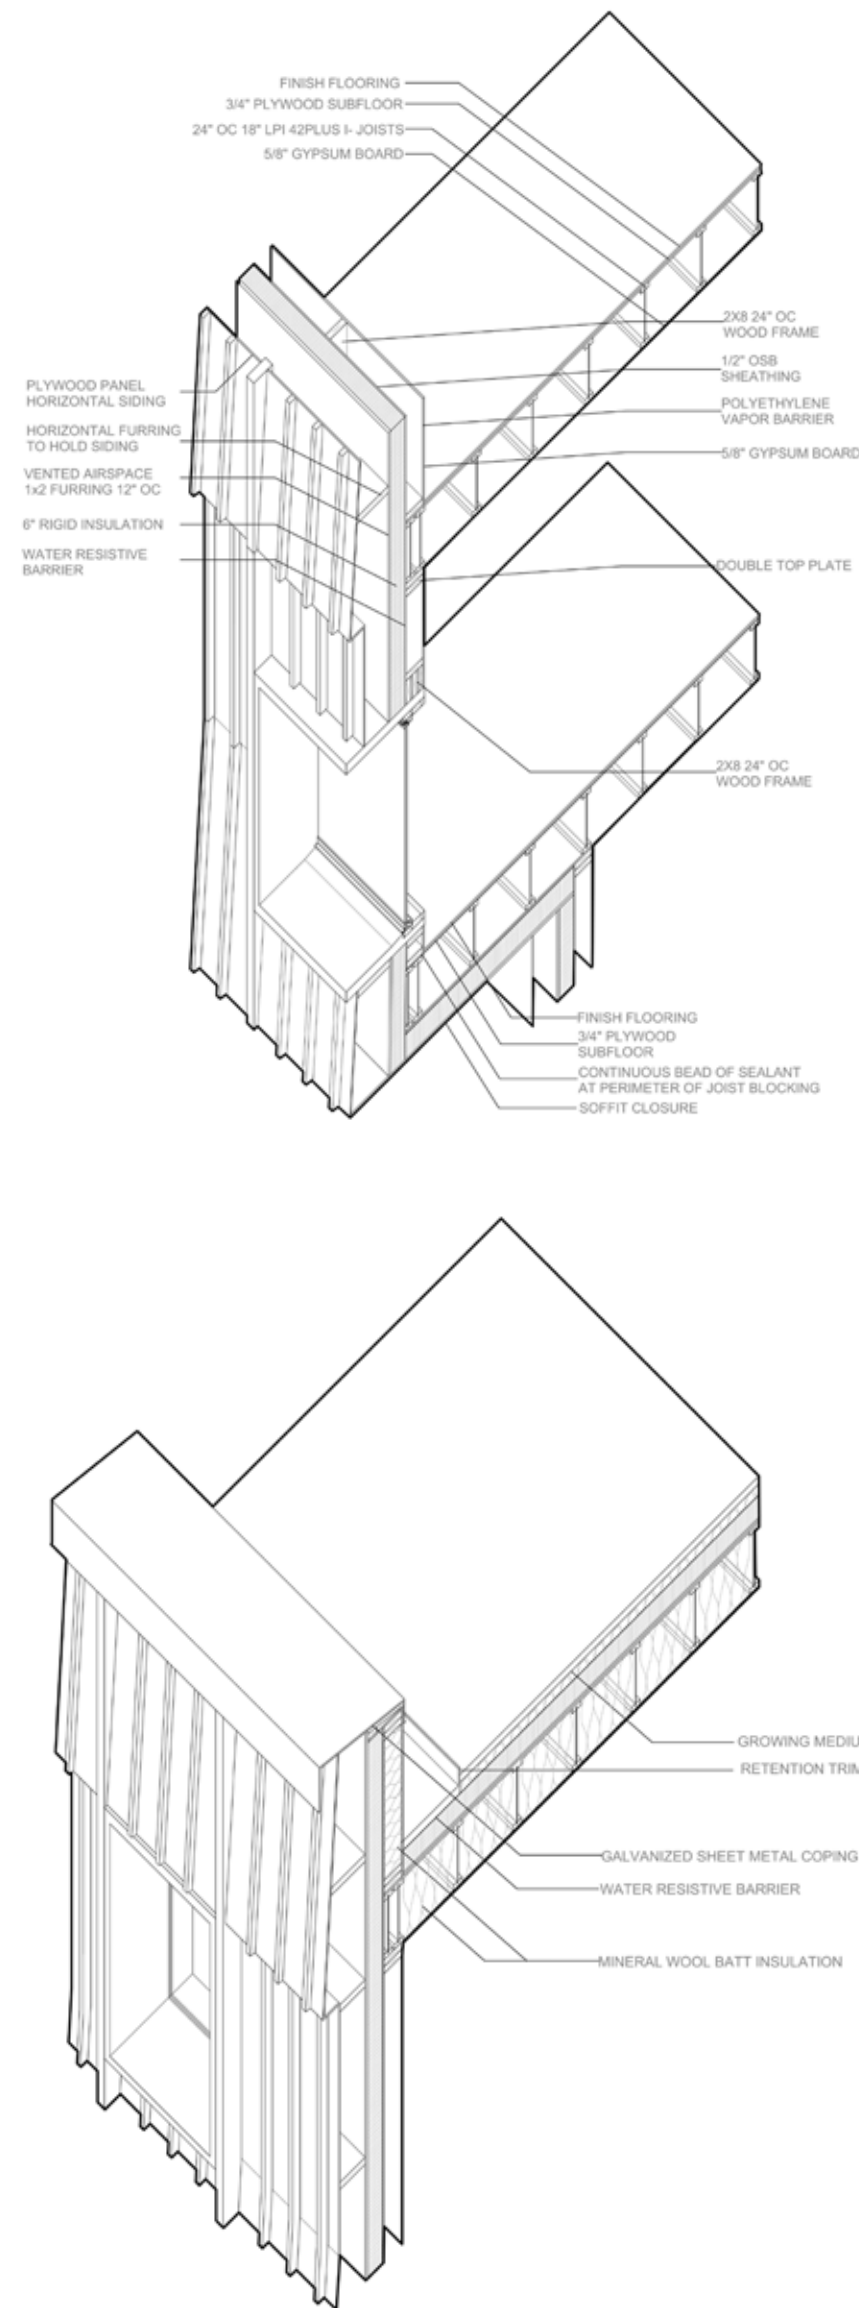 FINISH FLOORING
3/4" PLYWOOD SUBFLOOR
24" OC 18" LPI 42PLUS I- JOISTS
5/8" GYPSUM BOARD
2X8 24" OC
WOOD FRAME
1/2" OSB
SHEATHING
POLYETHYLENE
VAPOR BARRIER
5/8" GYPSUM BOARD
PLYWOOD PANEL
HORIZONTAL SIDING
HORIZONTAL FURRING
TO HOLD SIDING
VENTED AIRSPACE
1x2 FURRING 12" OC
6" RIGID INSULATION
WATER RESISTIVE
BARRIER
DOUBLE TOP PLATE
2X8 24" OC
WOOD FRAME
FINISH FLOORING
3/4" PLYWOOD
SUBFLOOR
CONTINUOUS BEAD OF SEALANT
AT PERIMETER OF JOIST BLOCKING
SOFFIT CLOSURE
GROWING MEDIU
RETENTION TRIM
GALVANIZED SHEET METAL COPING
WATER RESISTIVE BARRIER
MINERAL WOOL BATT INSULATION